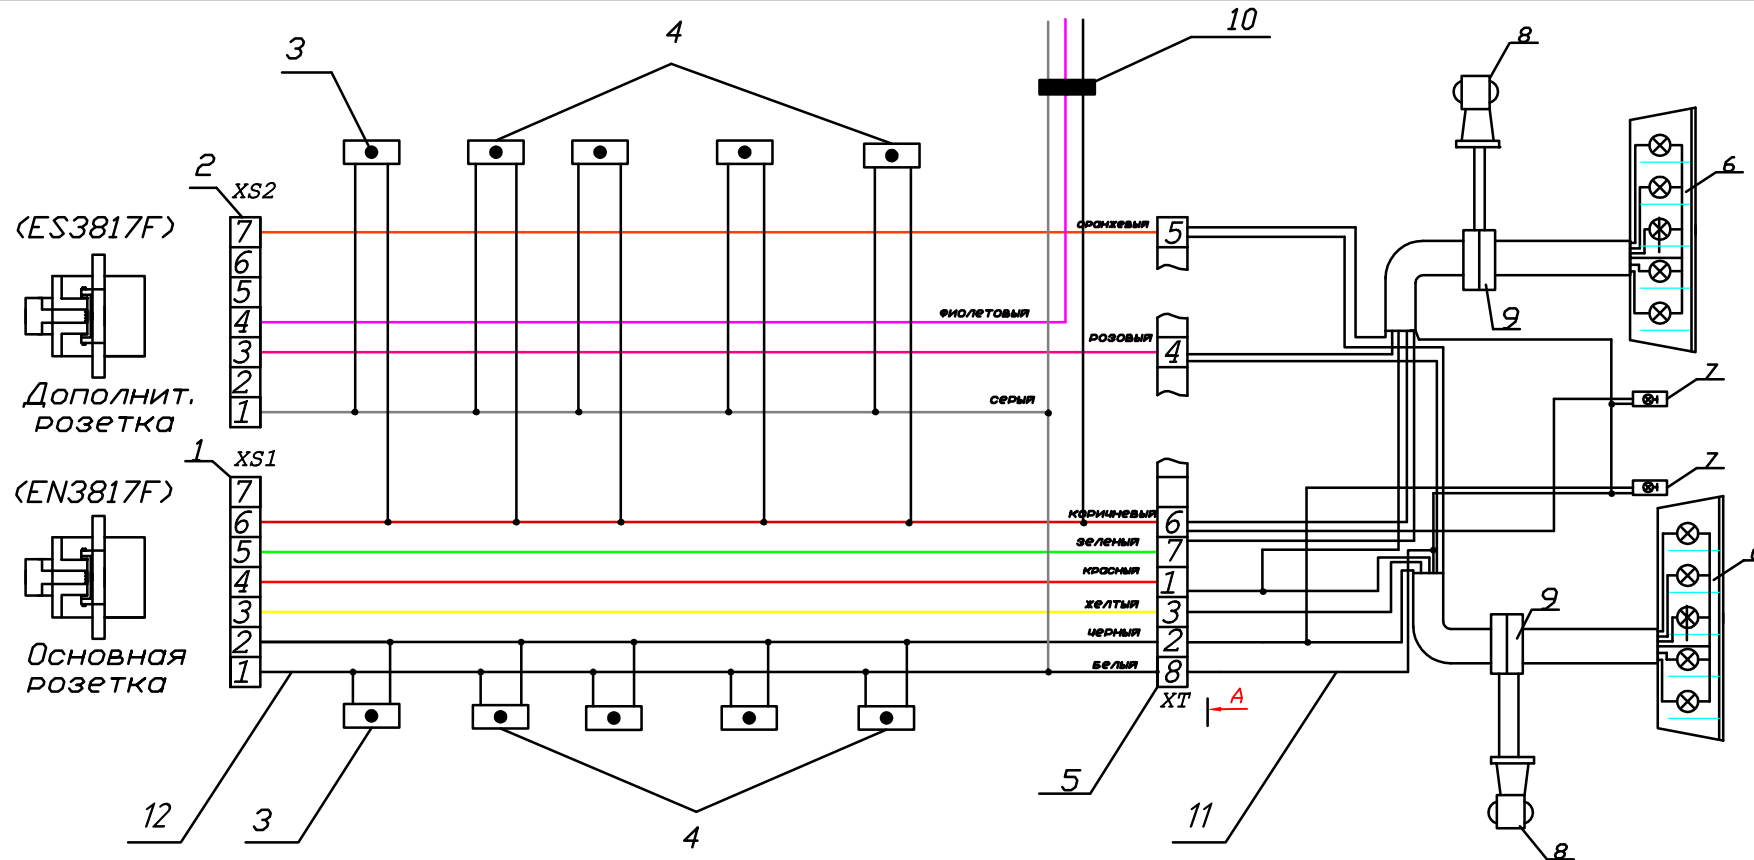 10
8
4
3
6
2
XS2
(ES3817F)
7
6
5
4
3
2
1
оранжевый
5
фиолетовый
розовый
4
серый
9
7
Дополнит.
розетка
1
XS1
(EN3817F)
7
6
5
4
3
2
1
коричневый
зеленый
красный
желтый
черный
белый
6
7
1
3
2
8
XT
А
7
6
9
Основная
розетка
12
3
4
5
11
8